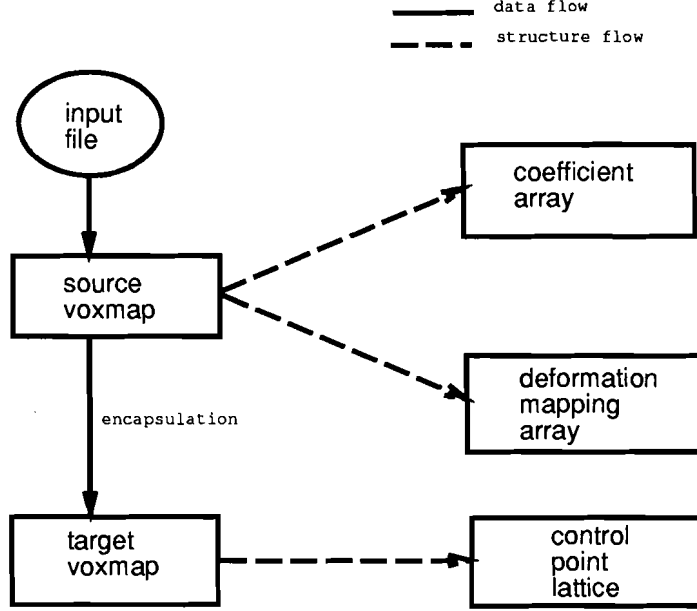 data flow
structure flow
input
file
coefficient
array
source
voxmap
deformation
mapping
array
encapsulation
target
voxmap
control
point
lattice